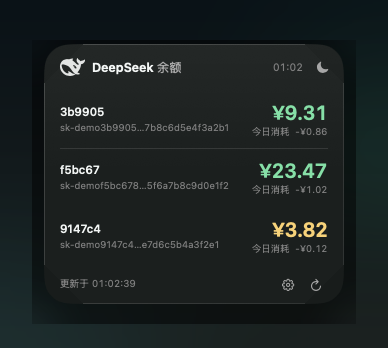 DeepSeek 余额 01:02
3b9905 ¥9.31
sk-demo3b9905...7b8c6d5e4f3a2b1 今日消耗 -¥0.86
f5bc67 ¥23.47
sk-demof5bc678...5f6a7b8c9d0e1f2 今日消耗 -¥1.02
9147c4 ¥3.82
sk-demo9147c4...e7d6c5b4a3f2e1 今日消耗 -¥0.12
更新于 01:02:39